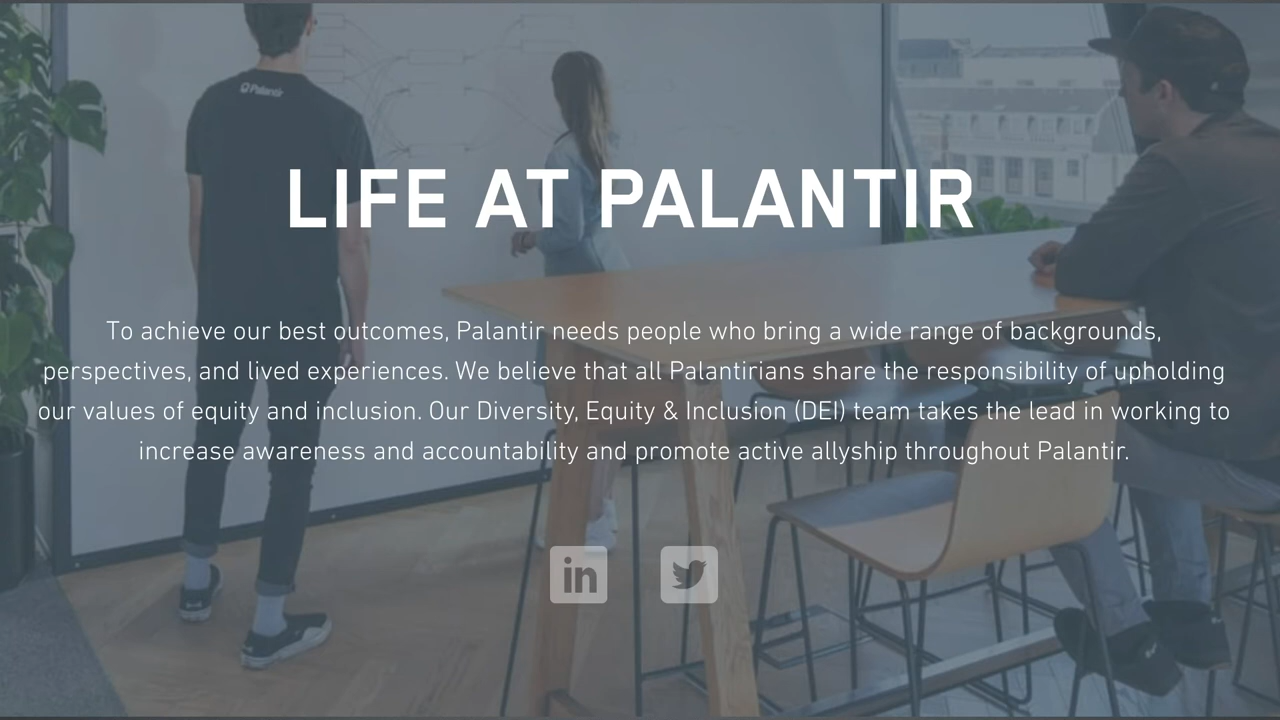 Palantir
LIFE AT PALANTIR
To achieve our best outcomes, Palantir needs people who bring a wide range of backgrounds,
perspectives, and lived experiences. We believe that all Palantirians share the responsibility of upholding
our values of equity and inclusion. Our Diversity, Equity & Inclusion (DEI) team takes the lead in working to
increase awareness and accountability and promote active allyship throughout Palantir.
in